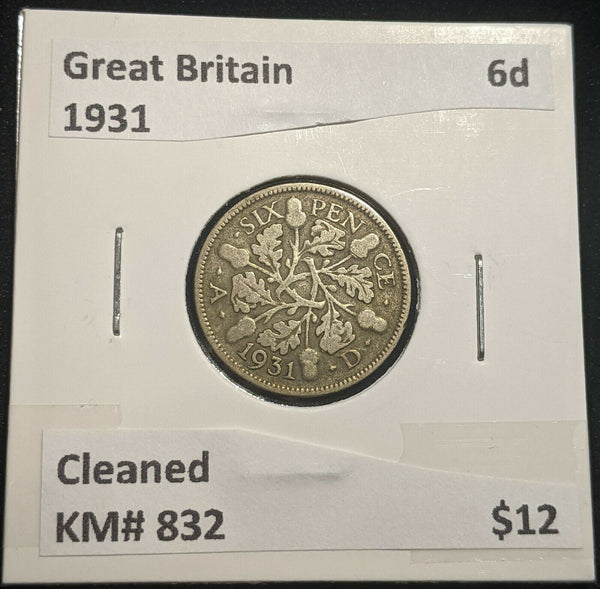 Great Britain 6d
1931
· SIX PEN CE · A · D · 1931
Cleaned
KM# 832 $12